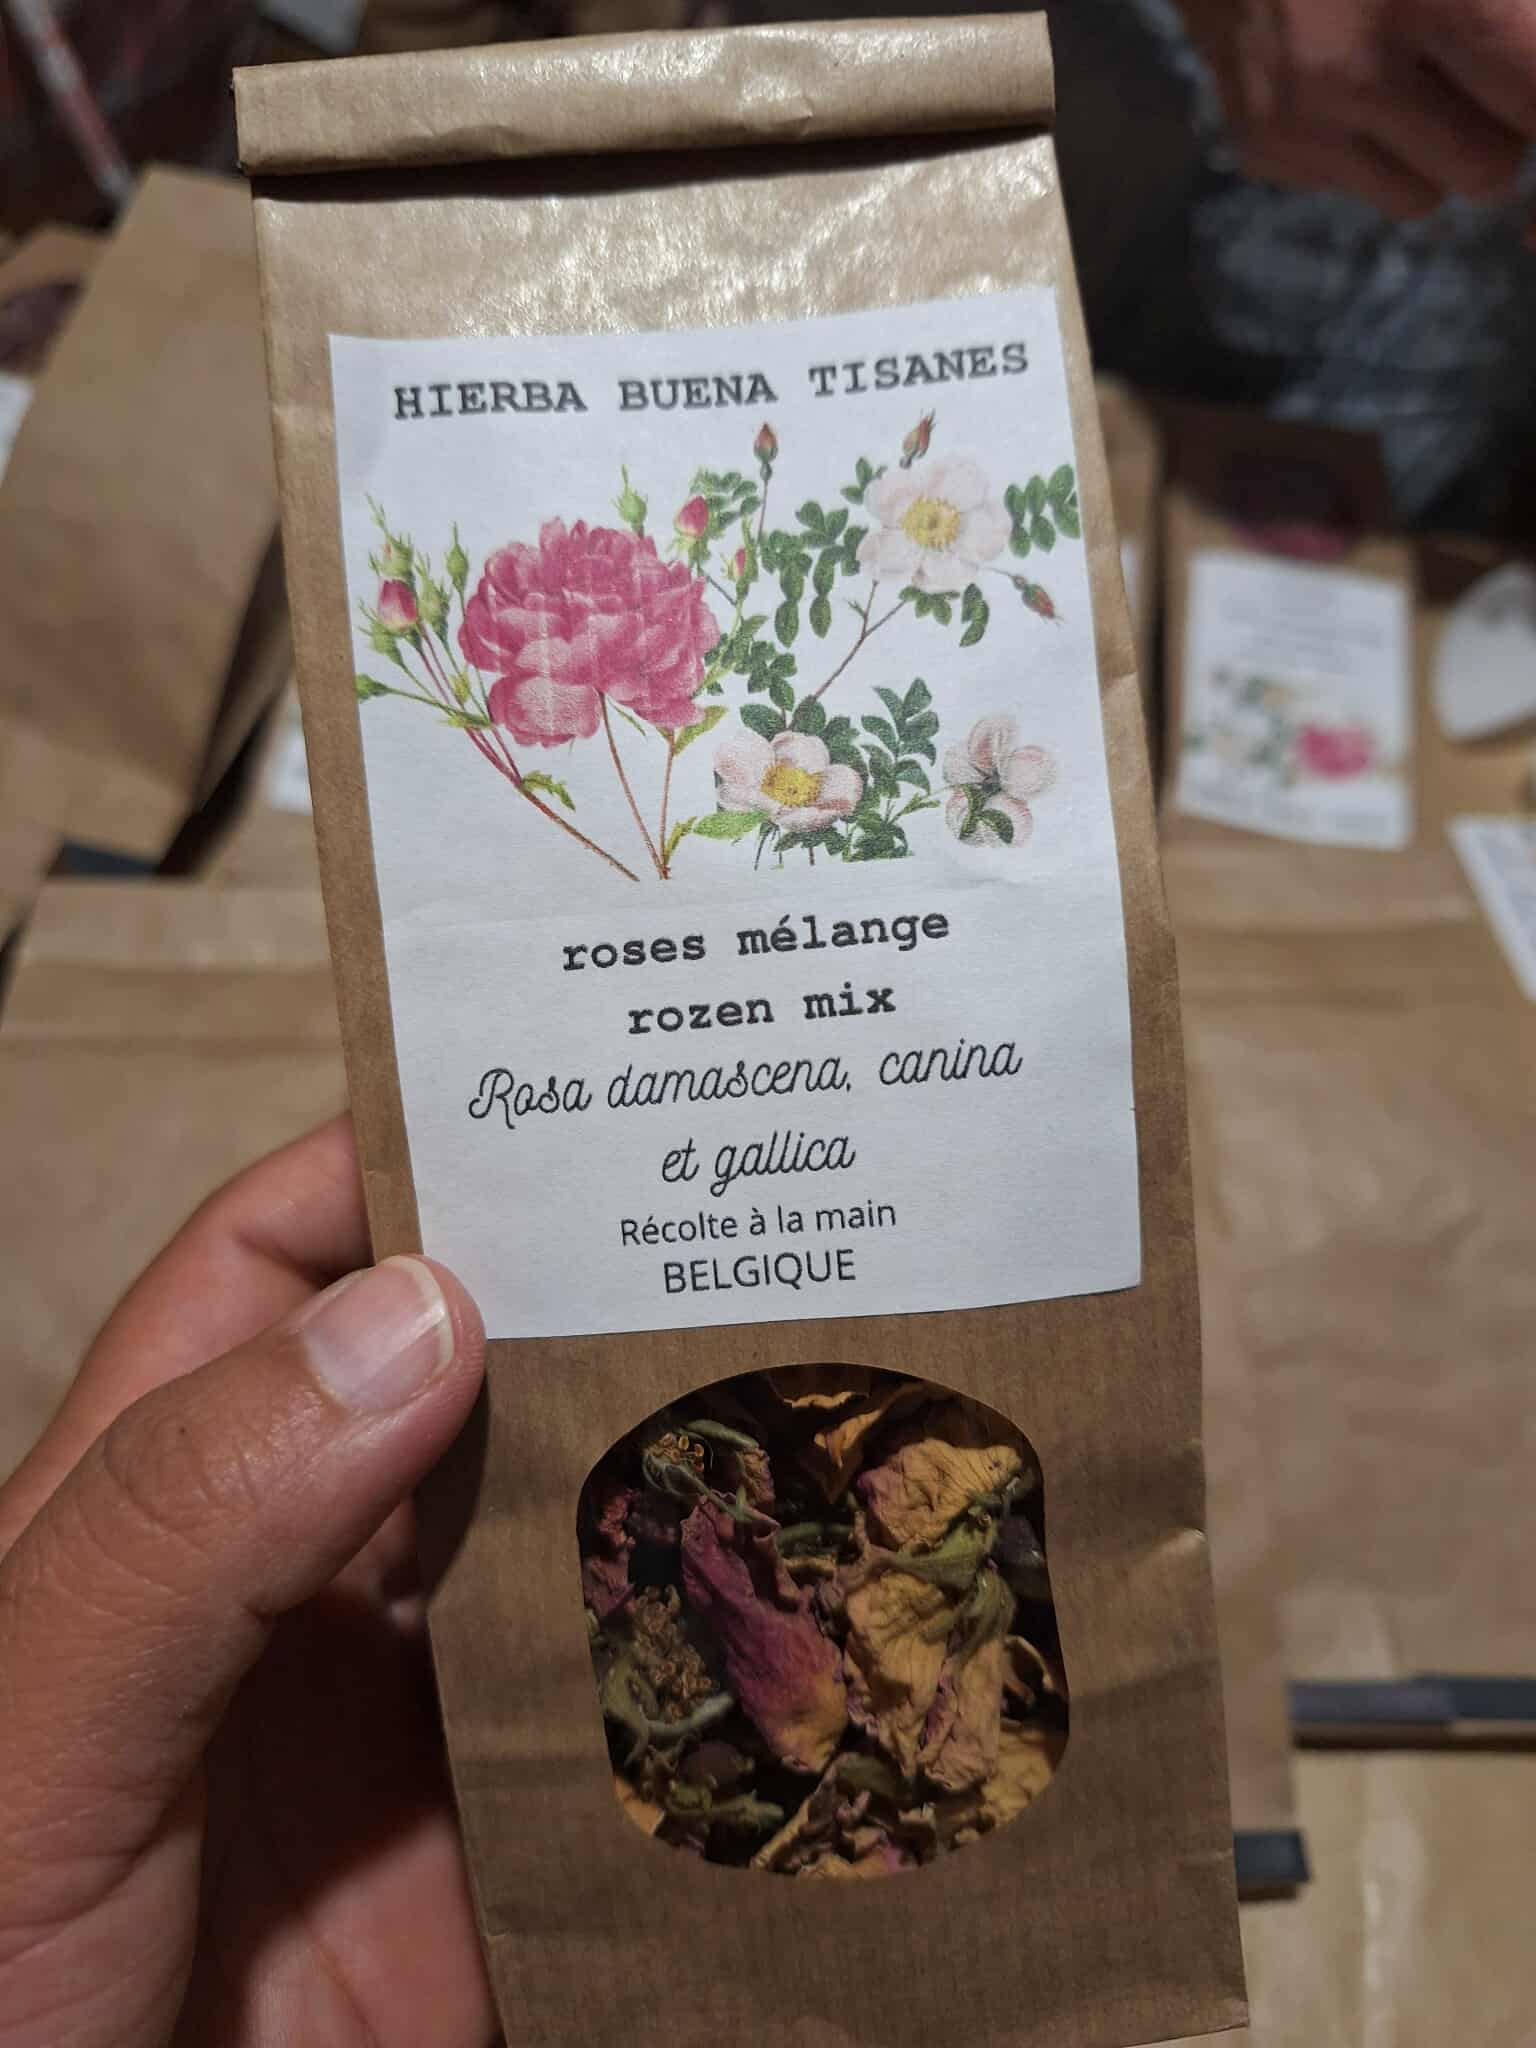 HIERBA BUENA TISANES
roses mélange
rozen mix
Rosa damascena, canina
et gallica
Récolte à la main
BELGIQUE